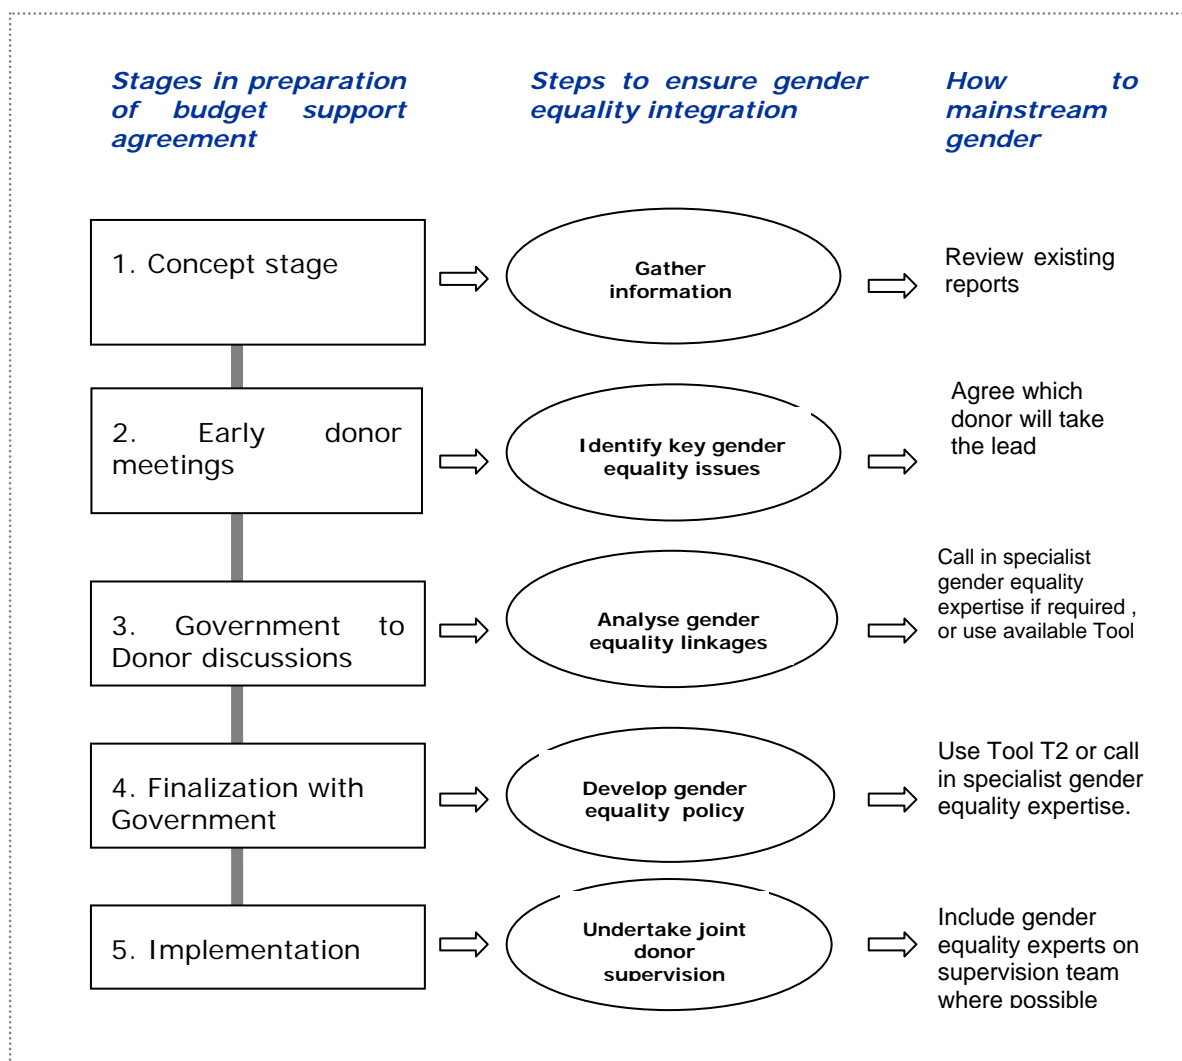 Stages in preparation
of budget support
agreement
Steps to ensure gender
equality integration
How to
mainstream
gender
1. Concept stage
Gather
information
Review existing
reports
2. Early donor
meetings
Identify key gender
equality issues
Agree which
donor will take
the lead
3. Government to
Donor discussions
Analyse gender
equality linkages
Call in specialist
gender equality
expertise if required ,
or use available Tool
4. Finalization with
Government
Develop gender
equality policy
Use Tool T2 or call
in specialist gender
equality expertise.
5. Implementation
Undertake joint
donor
supervision
Include gender
equality experts on
supervision team
where possible